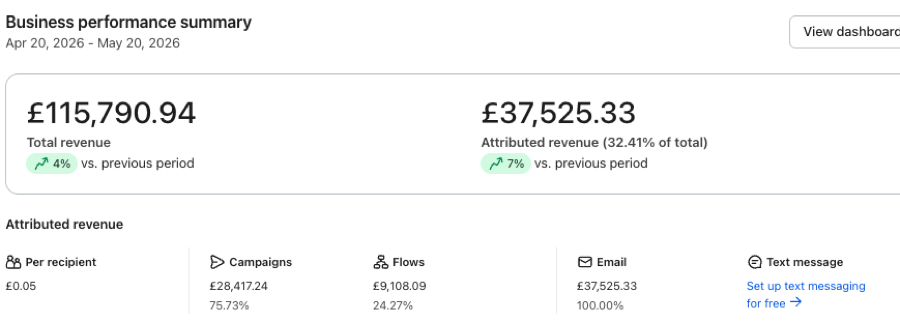 Business performance summary
Apr 20, 2026 - May 20, 2026
View dashboard
£115,790.94
Total revenue
4% vs. previous period
£37,525.33
Attributed revenue (32.41% of total)
7% vs. previous period
Attributed revenue
Per recipient
£0.05
Campaigns
£28,417.24
75.73%
Flows
£9,108.09
24.27%
Email
£37,525.33
100.00%
Text message
Set up text messaging
for free →